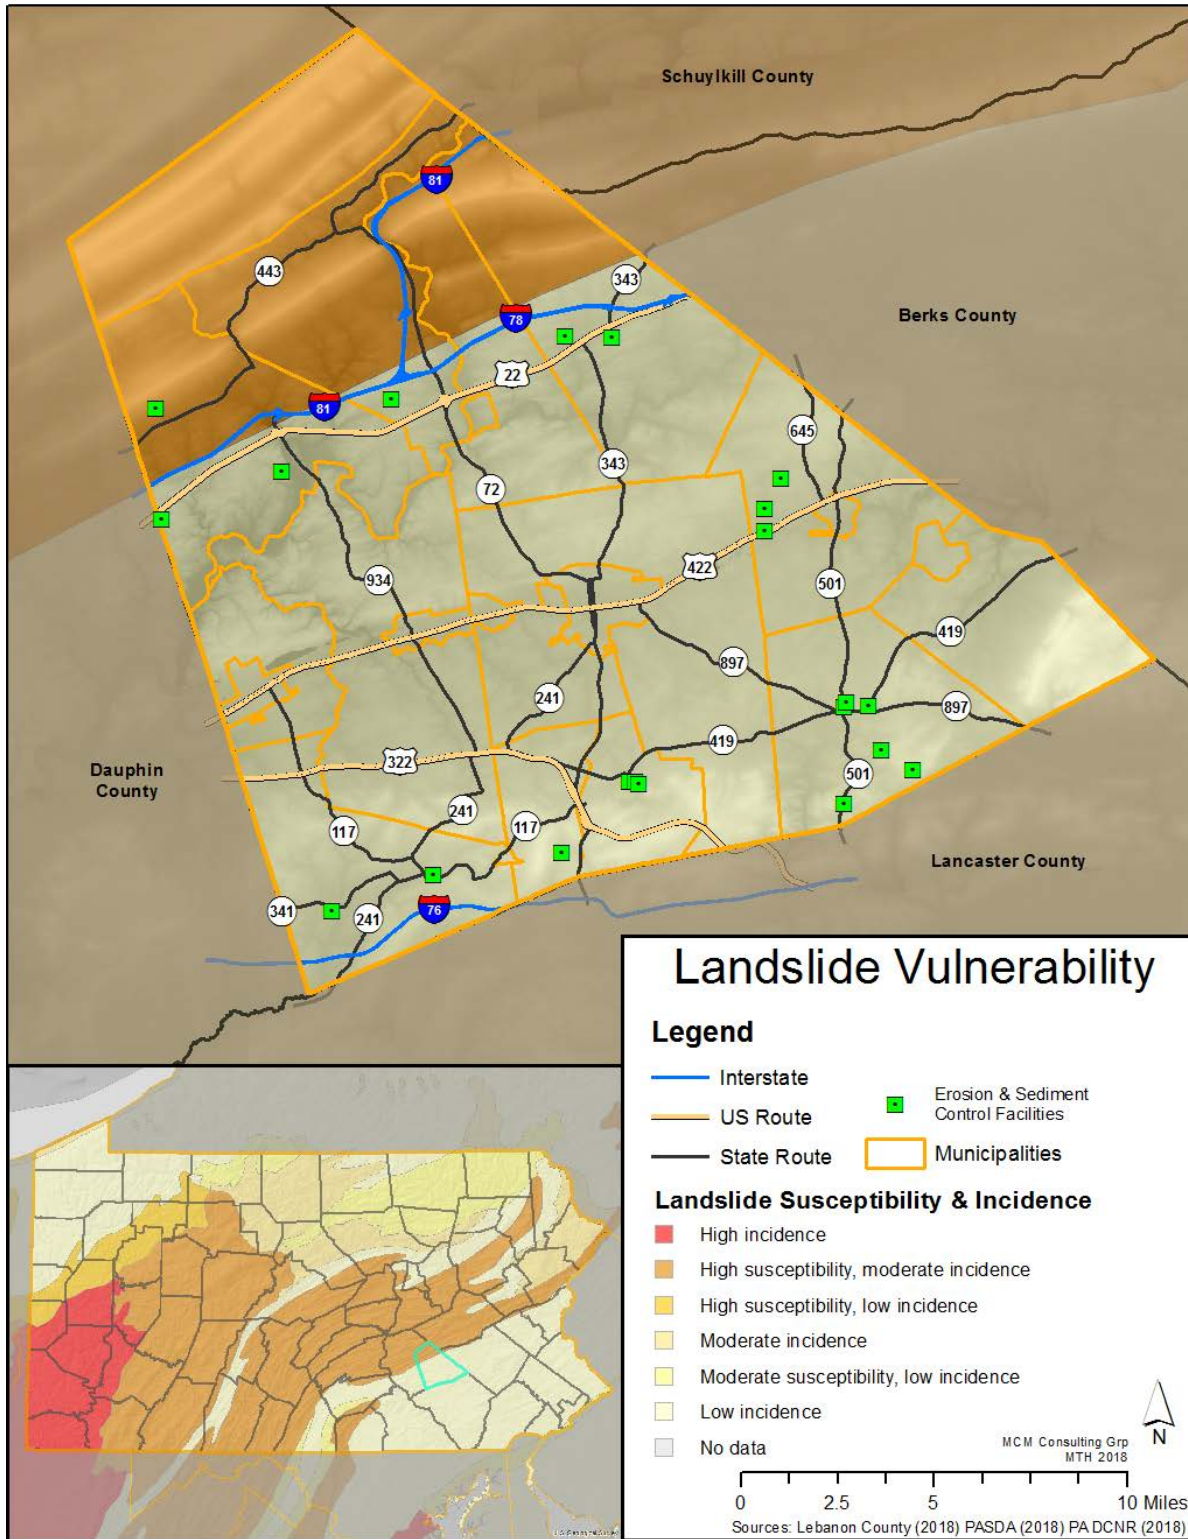 Schuylkill County
81
443
343
78
Berks County
22
81
645
343
72
422
934
501
419
897
241
897
419
322
Dauphin
County
501
241
117
117
Lancaster County
341
241
76
Landslide Vulnerability
Legend
Interstate
US Route
State Route
Erosion & Sediment
Control Facilities
Municipalities
Landslide Susceptibility & Incidence
High incidence
High susceptibility, moderate incidence
High susceptibility, low incidence
Moderate incidence
Moderate susceptibility, low incidence
Low incidence
No data
N
MCM Consulting Grp
MTH 2018
0 2.5 5 10 Miles
Sources: Lebanon County (2018) PASDA (2018) PA DCNR (2018)